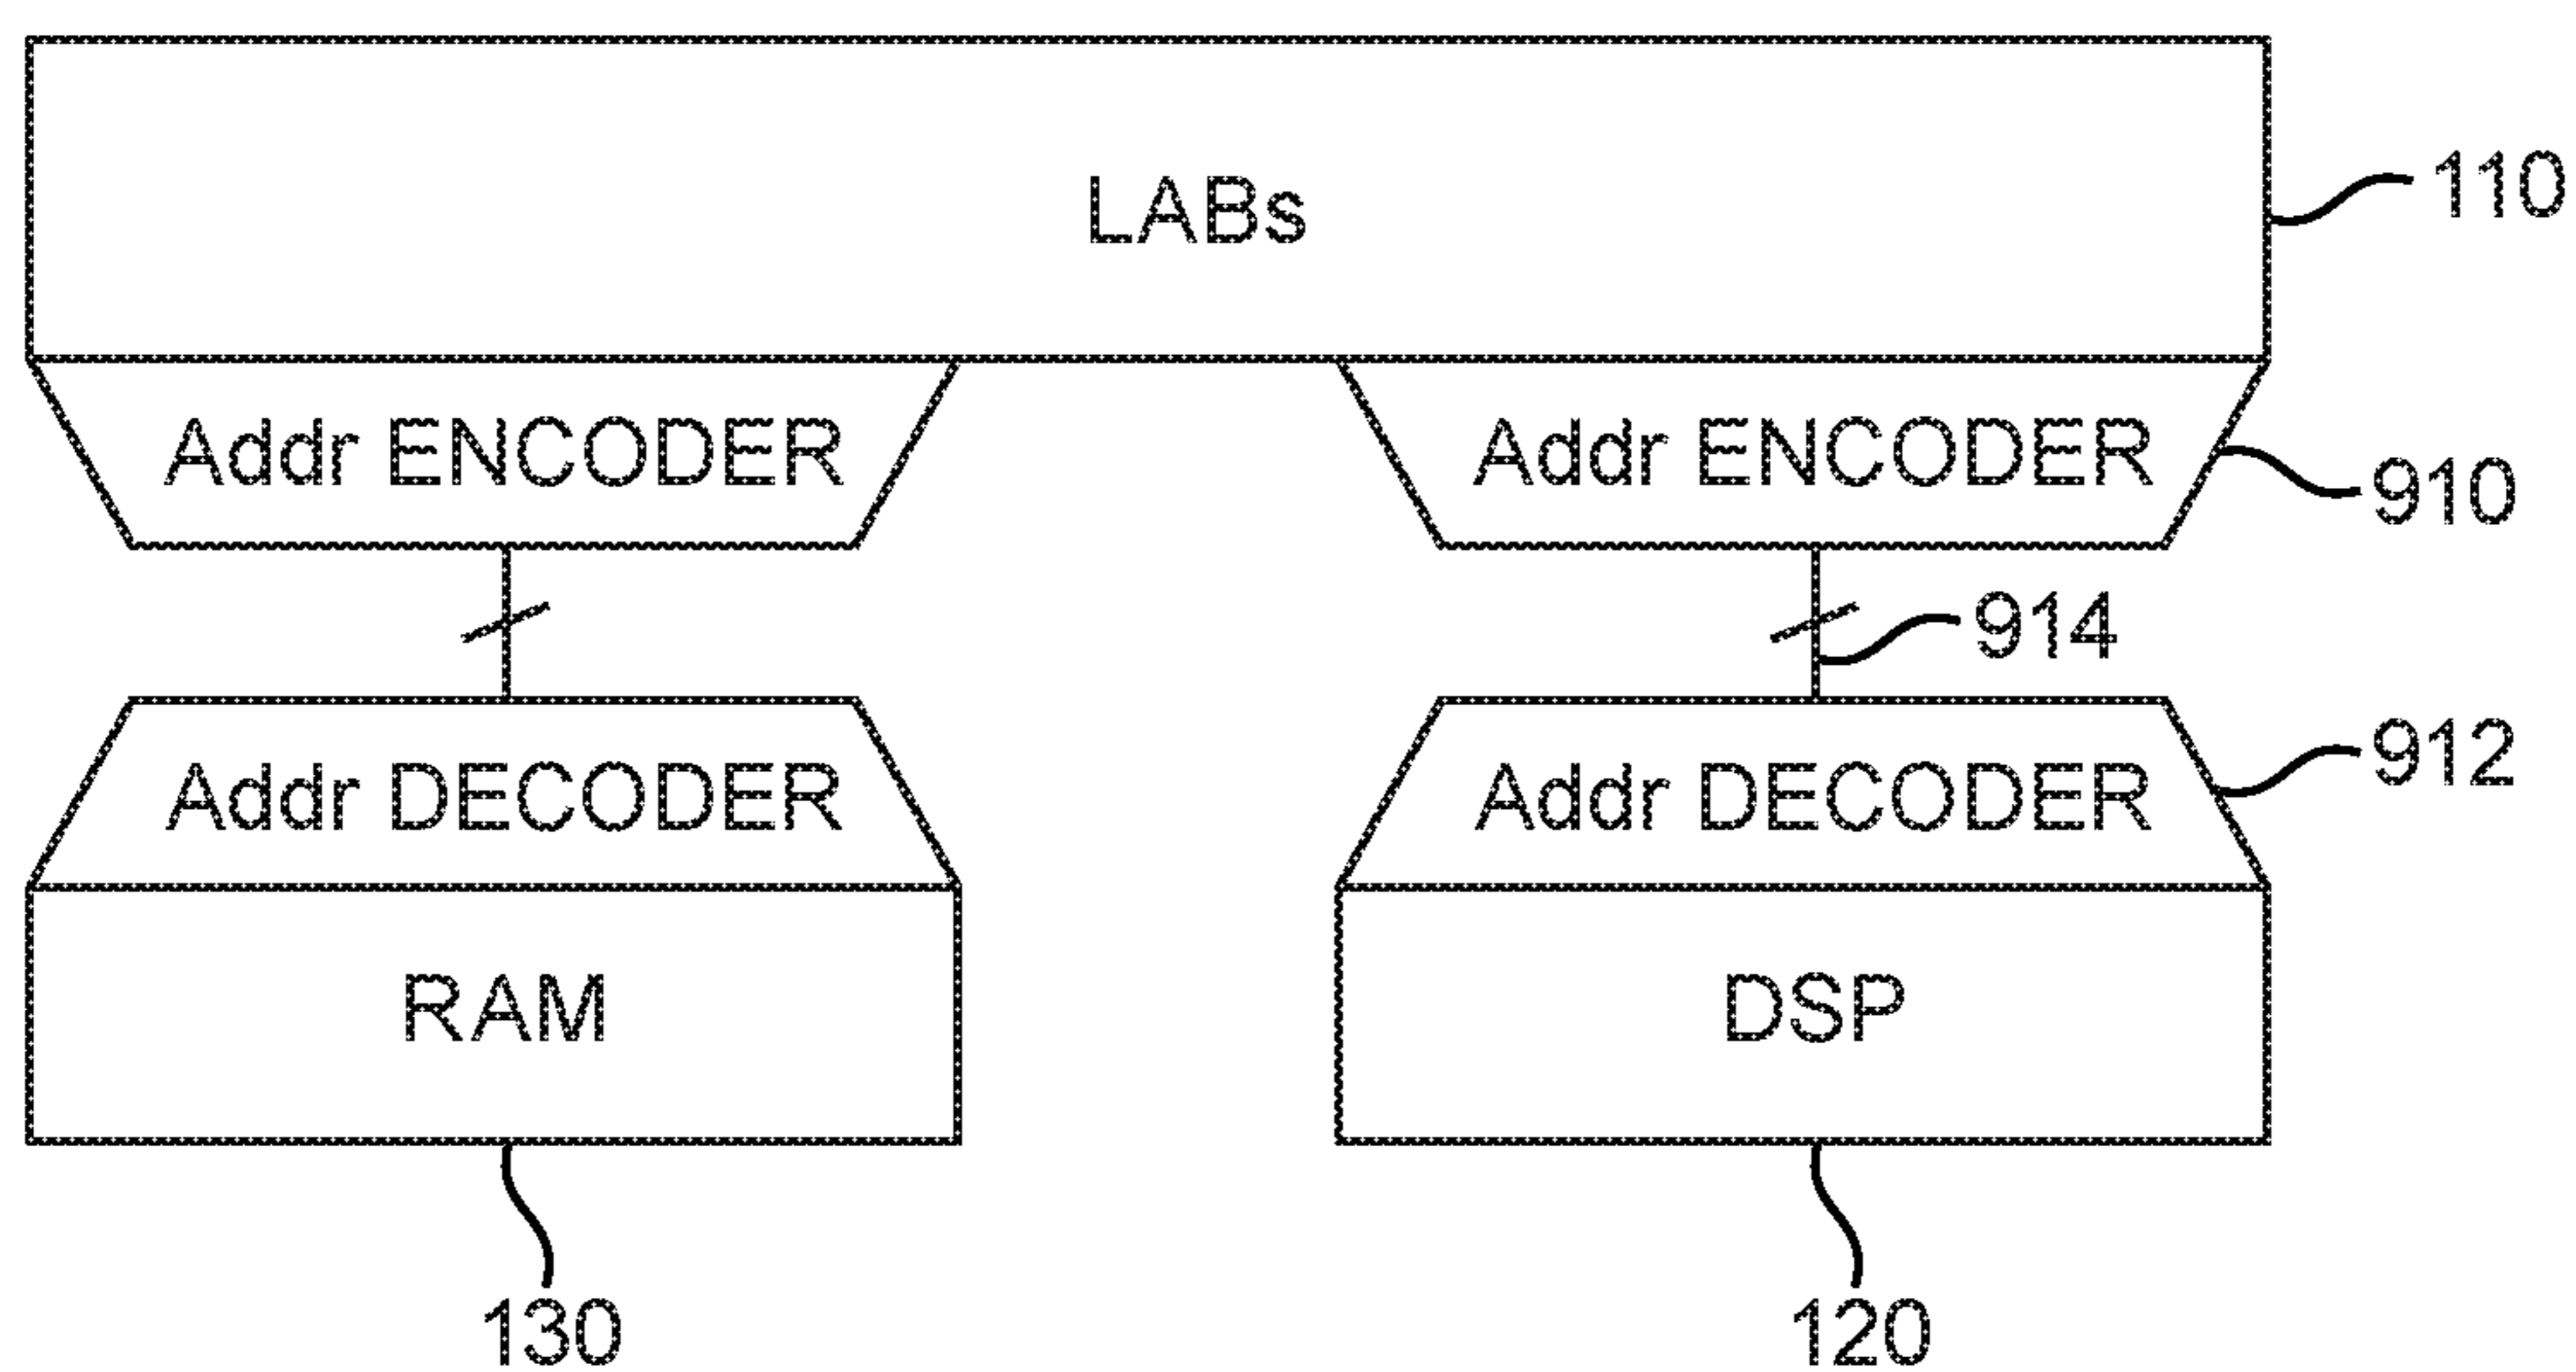 LABs
110
Addr ENCODER
Addr ENCODER
910
914
912
Addr DECODER
Addr DECODER
RAM
DSP
130
120